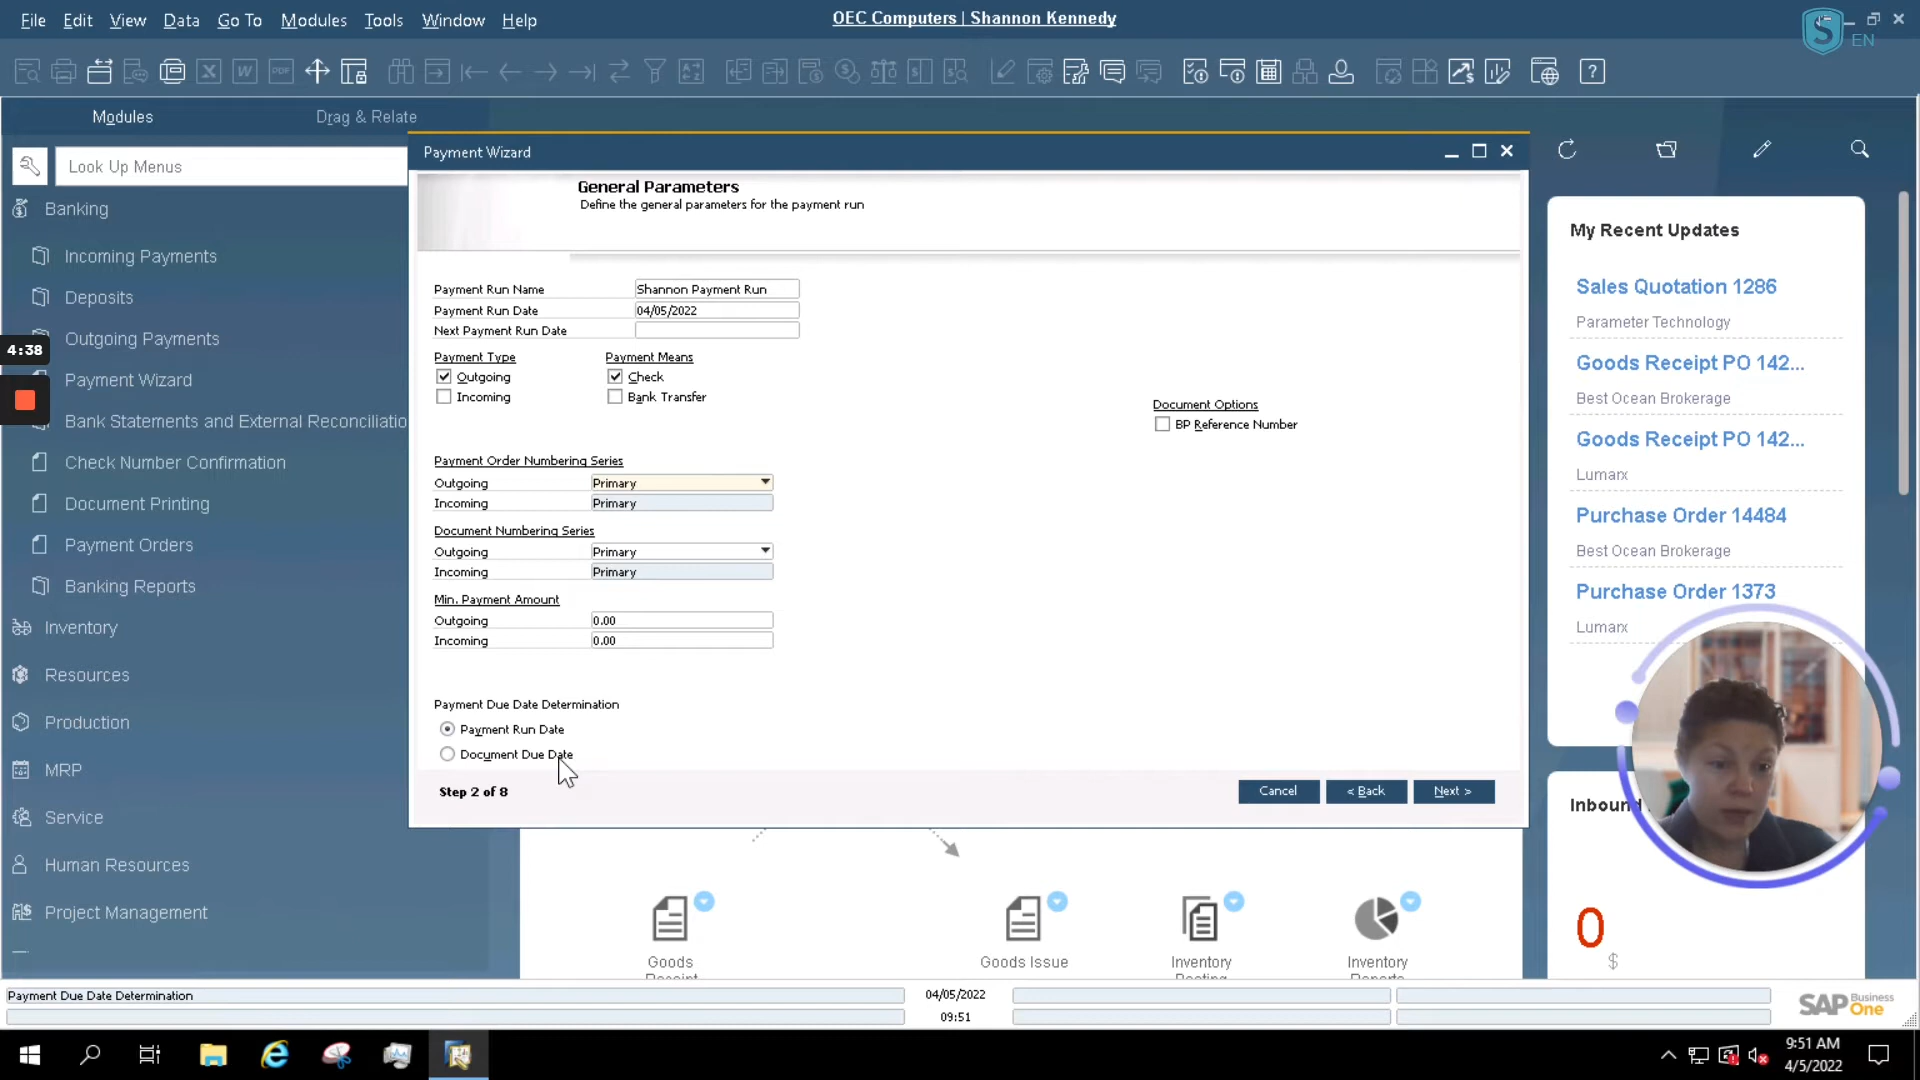 File Edit View Data Go To Modules Tools Window Help
OEC Computers | Shannon Kennedy
EN
Modules
Drag & Relate
Look Up Menus
Banking
Incoming Payments
Deposits
Outgoing Payments
4:38
Payment Wizard
Bank Statements and External Reconciliatio
Check Number Confirmation
Document Printing
Payment Orders
Banking Reports
Inventory
Resources
Production
MRP
Service
Human Resources
Project Management
Payment Wizard
General Parameters
Define the general parameters for the payment run
Payment Run Name Shannon Payment Run
Payment Run Date 04/05/2022
Next Payment Run Date
Payment Type Payment Means
Outgoing Check
Incoming Bank Transfer
Document Options
BP Reference Number
Payment Order Numbering Series
Outgoing Primary
Incoming Primary
Document Numbering Series
Outgoing Primary
Incoming Primary
Min. Payment Amount
Outgoing 0.00
Incoming 0.00
Payment Due Date Determination
Payment Run Date
Document Due Date
Step 2 of 8
Cancel < Back Next >
Goods
Goods Issue
Inventory
Inventory
My Recent Updates
Sales Quotation 1286
Parameter Technology
Goods Receipt PO 142...
Best Ocean Brokerage
Goods Receipt PO 142...
Lumarx
Purchase Order 14484
Best Ocean Brokerage
Purchase Order 1373
Lumarx
Inbound
0
$
Payment Due Date Determination
04/05/2022
09:51
SAP Business One
9:51 AM
4/5/2022